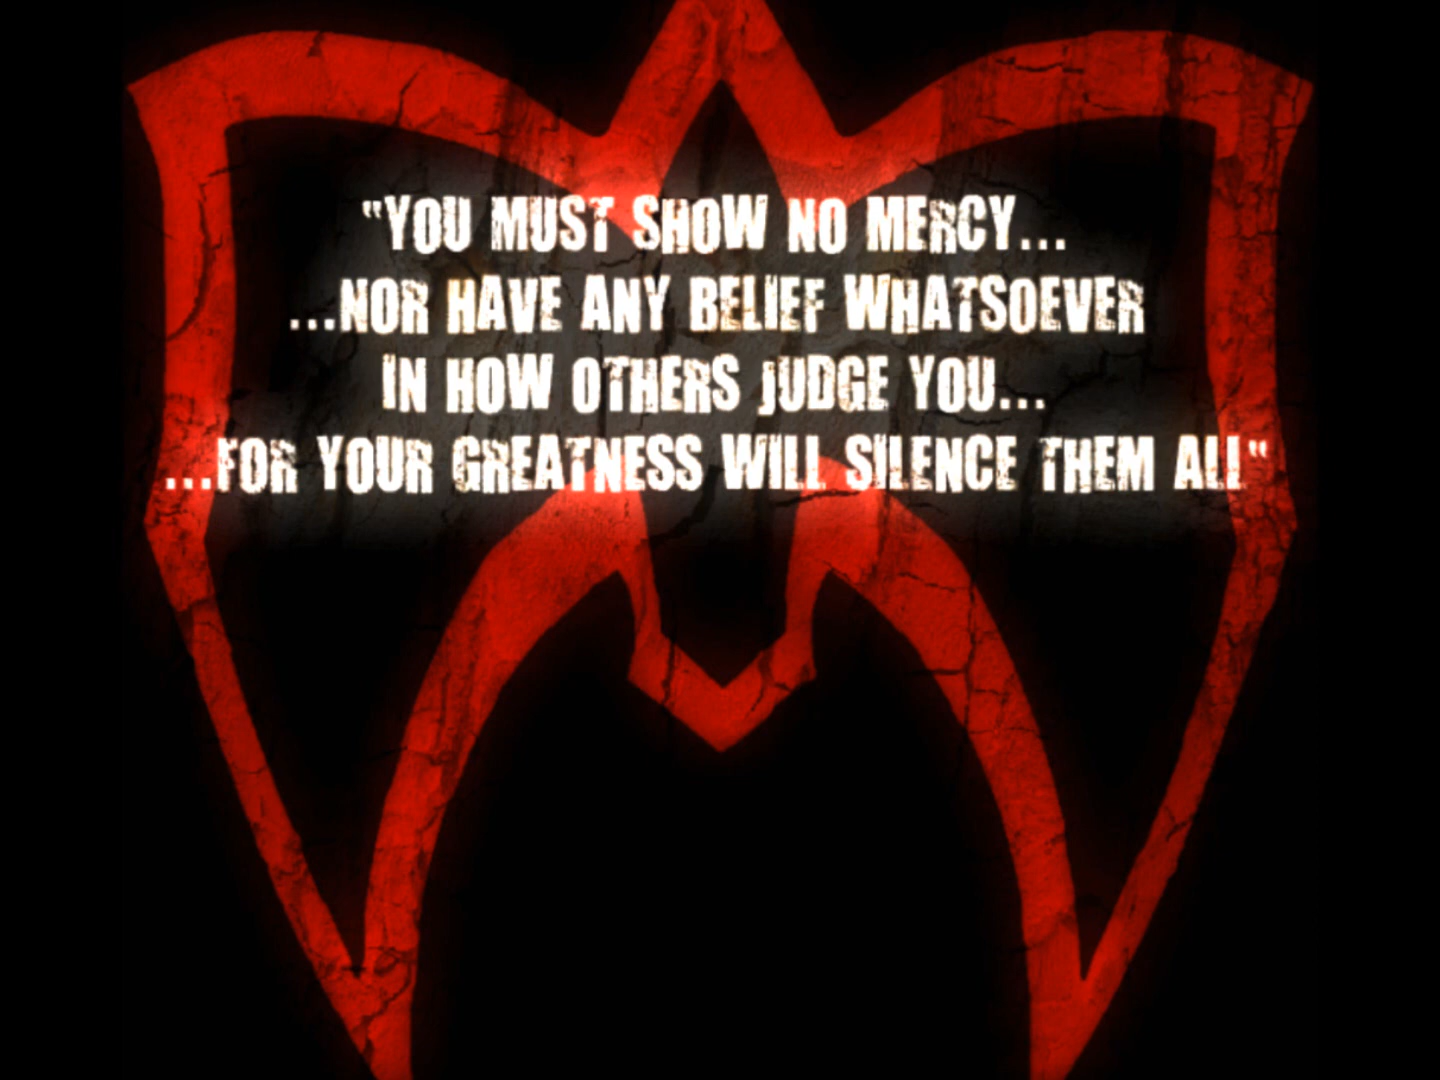 "YOU MUST SHOW NO MERCY...
...NOR HAVE ANY BELIEF WHATSOEVER
IN HOW OTHERS JUDGE YOU...
...FOR YOUR GREATNESS WILL SILENCE THEM ALL"